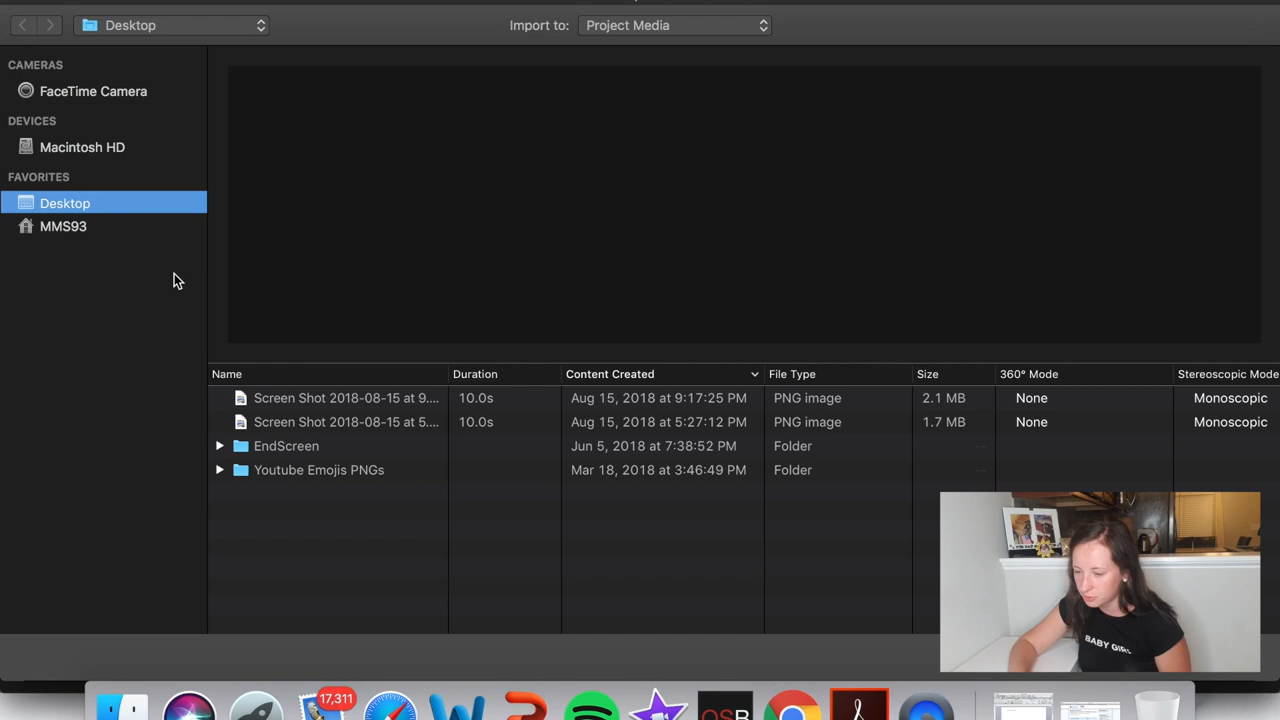 Desktop
Import to: Project Media
CAMERAS
FaceTime Camera
DEVICES
Macintosh HD
FAVORITES
Desktop
MMS93
Name Duration Content Created File Type Size 360° Mode Stereoscopic Mode
Screen Shot 2018-08-15 at 9.... 10.0s Aug 15, 2018 at 9:17:25 PM PNG image 2.1 MB None Monoscopic
Screen Shot 2018-08-15 at 5.... 10.0s Aug 15, 2018 at 5:27:12 PM PNG image 1.7 MB None Monoscopic
EndScreen Jun 5, 2018 at 7:38:52 PM Folder --
Youtube Emojis PNGs Mar 18, 2018 at 3:46:49 PM Folder --
BABY GIRL
17,311
OSB